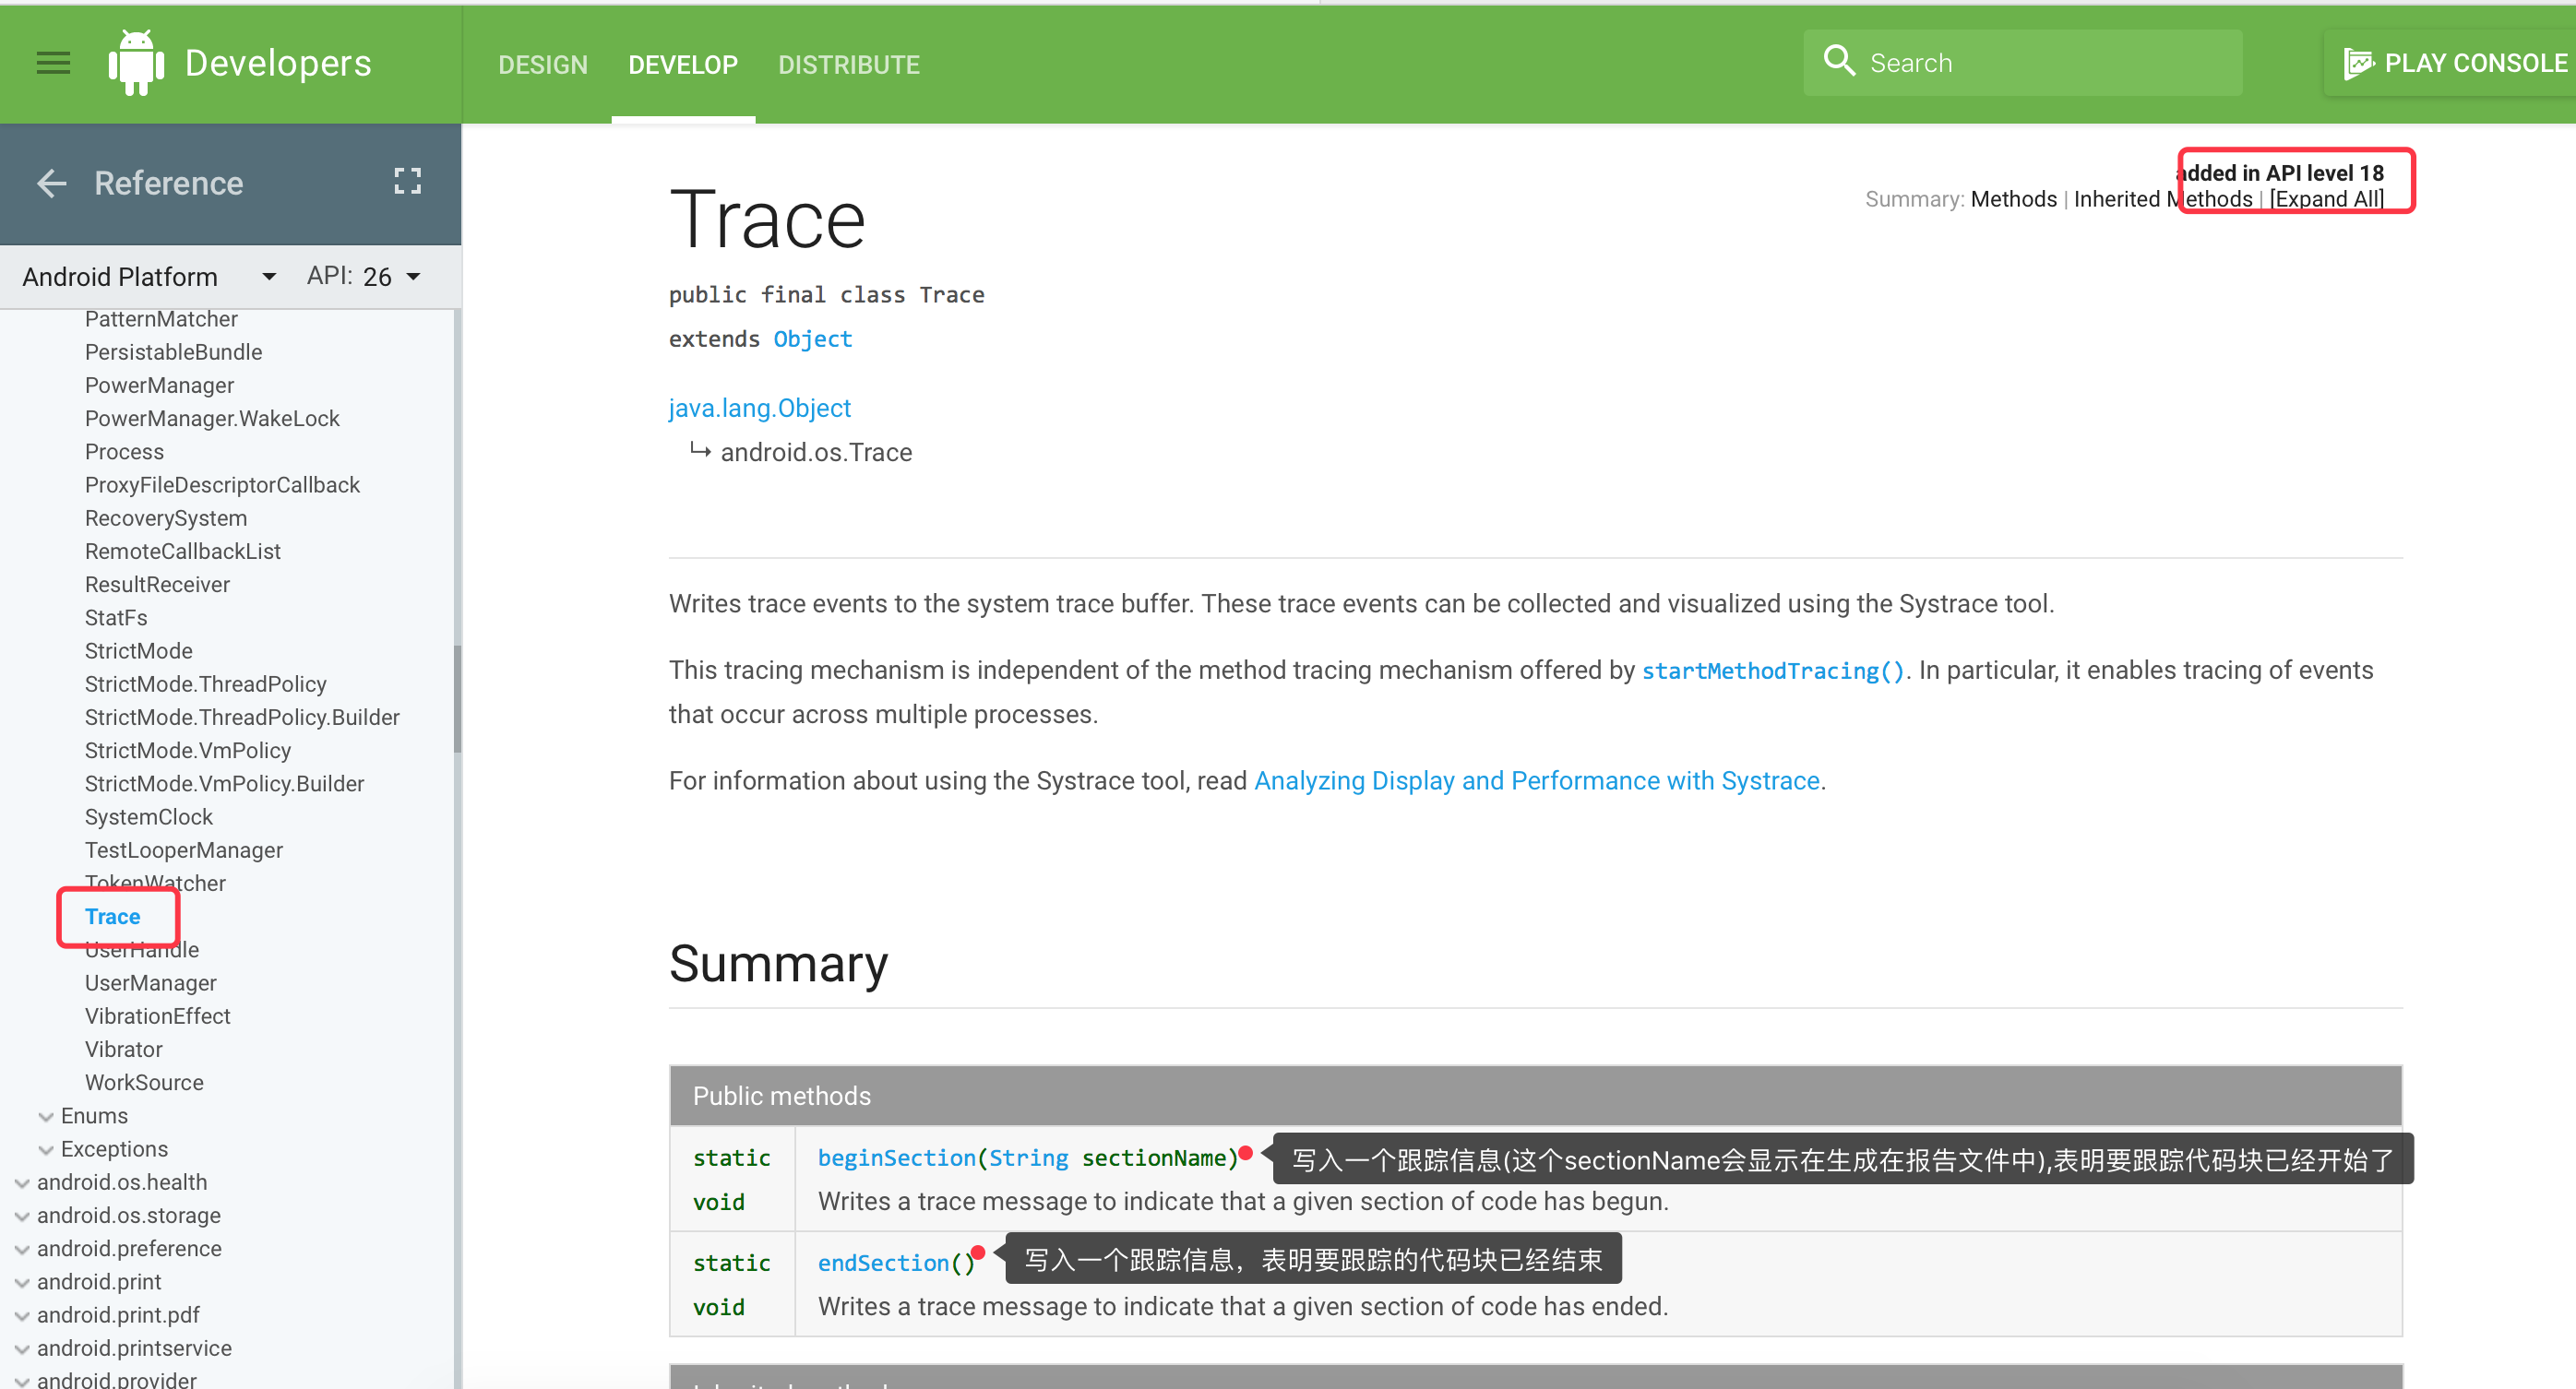 Developers
DESIGN DEVELOP DISTRIBUTE
Search
PLAY CONSOLE
Reference
Android Platform API: 26
PatternMatcher
PersistableBundle
PowerManager
PowerManager.WakeLock
Process
ProxyFileDescriptorCallback
RecoverySystem
RemoteCallbackList
ResultReceiver
StatFs
StrictMode
StrictMode.ThreadPolicy
StrictMode.ThreadPolicy.Builder
StrictMode.VmPolicy
StrictMode.VmPolicy.Builder
SystemClock
TestLooperManager
TokenWatcher
Trace
UserHandle
UserManager
VibrationEffect
Vibrator
WorkSource
Enums
Exceptions
android.os.health
android.os.storage
android.preference
android.print
android.print.pdf
android.printservice
android.provider
added in API level 18
Summary: Methods | Inherited Methods | [Expand All]
Trace
public final class Trace
extends Object
java.lang.Object
↳ android.os.Trace
Writes trace events to the system trace buffer. These trace events can be collected and visualized using the Systrace tool.
This tracing mechanism is independent of the method tracing mechanism offered by startMethodTracing(). In particular, it enables tracing of events
that occur across multiple processes.
For information about using the Systrace tool, read Analyzing Display and Performance with Systrace.
Summary
Public methods
static beginSection(String sectionName) 写入一个跟踪信息(这个sectionName会显示在生成在报告文件中),表明要跟踪代码块已经开始了
void Writes a trace message to indicate that a given section of code has begun.
static endSection() 写入一个跟踪信息，表明要跟踪的代码块已经结束
void Writes a trace message to indicate that a given section of code has ended.